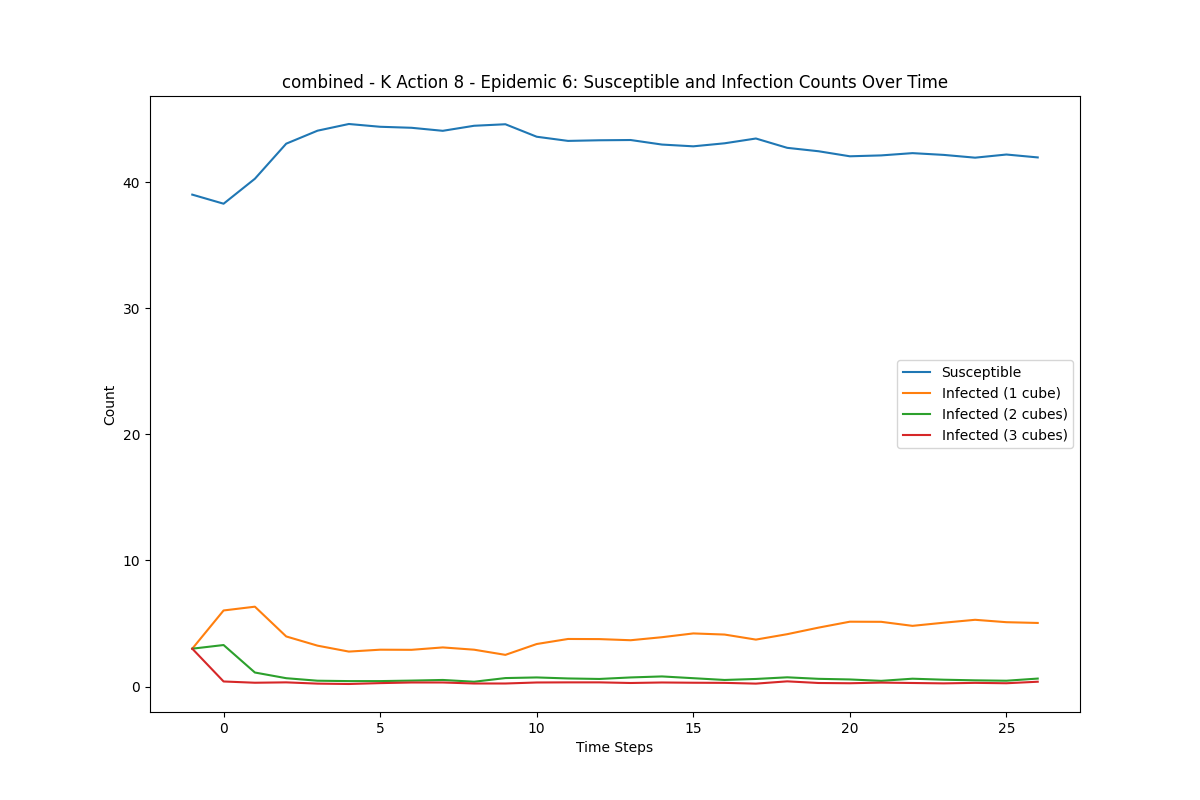 combined - K Action 8 - Epidemic 6: Susceptible and Infection Counts Over Time
Count
40
30
20
10
0
Susceptible
Infected (1 cube)
Infected (2 cubes)
Infected (3 cubes)
0 5 10 15 20 25
Time Steps